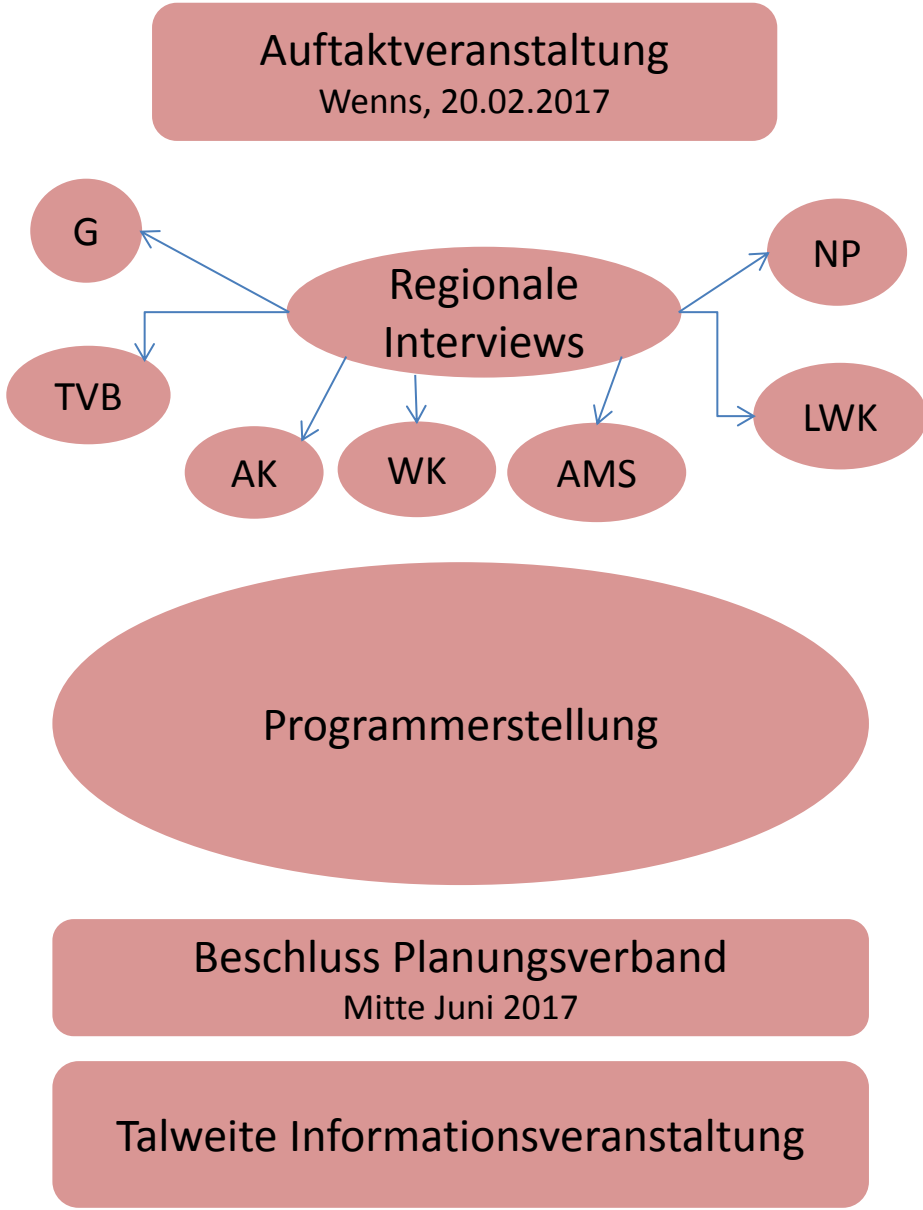 Auftaktveranstaltung
Wenns, 20.02.2017
G
NP
Regionale
Interviews
TVB
LWK
AK
WK
AMS
Programmerstellung
Beschluss Planungsverband
Mitte Juni 2017
Talweite Informationsveranstaltung